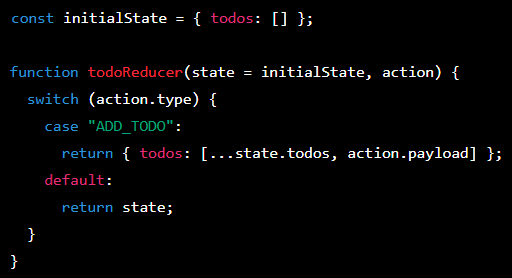 const initialState = { todos: [] };

function todoReducer(state = initialState, action) {
  switch (action.type) {
    case "ADD_TODO":
      return { todos: [...state.todos, action.payload] };
    default:
      return state;
  }
}